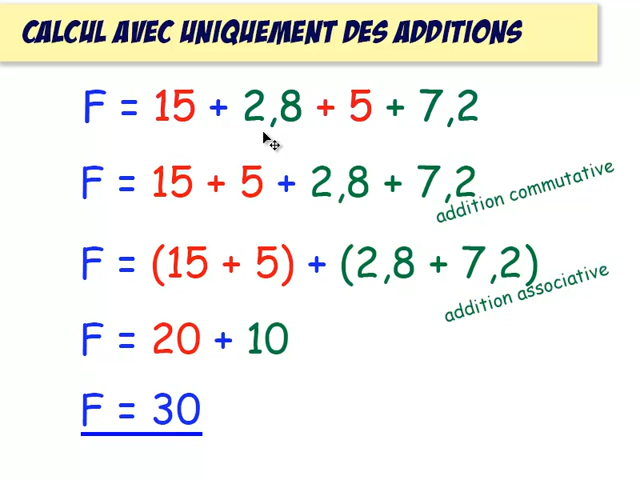 CALCUL AVEC UNIQUEMENT DES ADDITIONS
F = 15 + 2,8 + 5 + 7,2
F = 15 + 5 + 2,8 + 7,2
addition commutative
F = (15 + 5) + (2,8 + 7,2)
addition associative
F = 20 + 10
F = 30